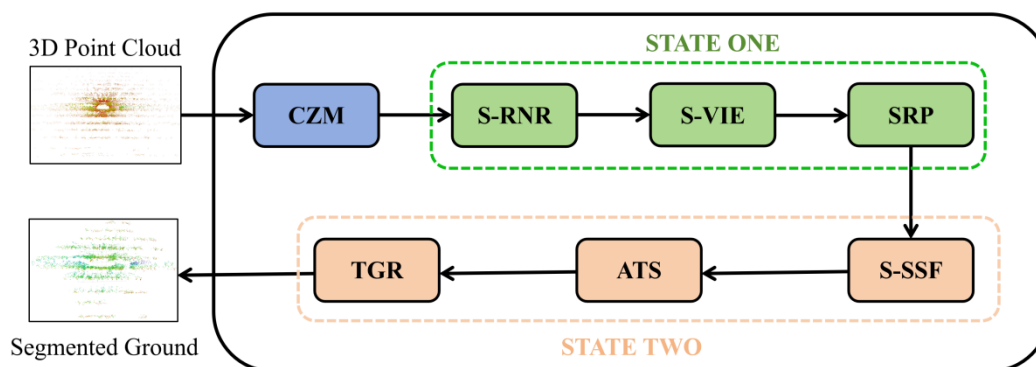 3D Point Cloud
STATE ONE
CZM
S-RNR
S-VIE
SRP
TGR
ATS
S-SSF
Segmented Ground
STATE TWO